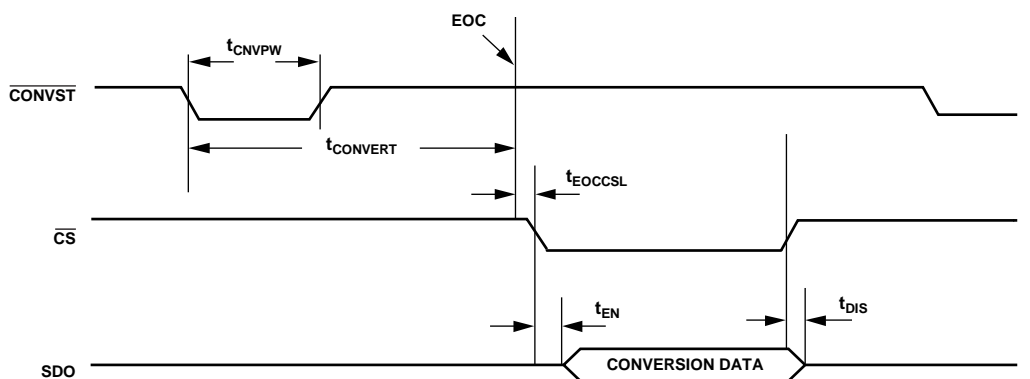 EOC
tCNVPW
CONVST
tCONVERT
tEOCCSL
CS
tEN
tDIS
SDO
CONVERSION DATA